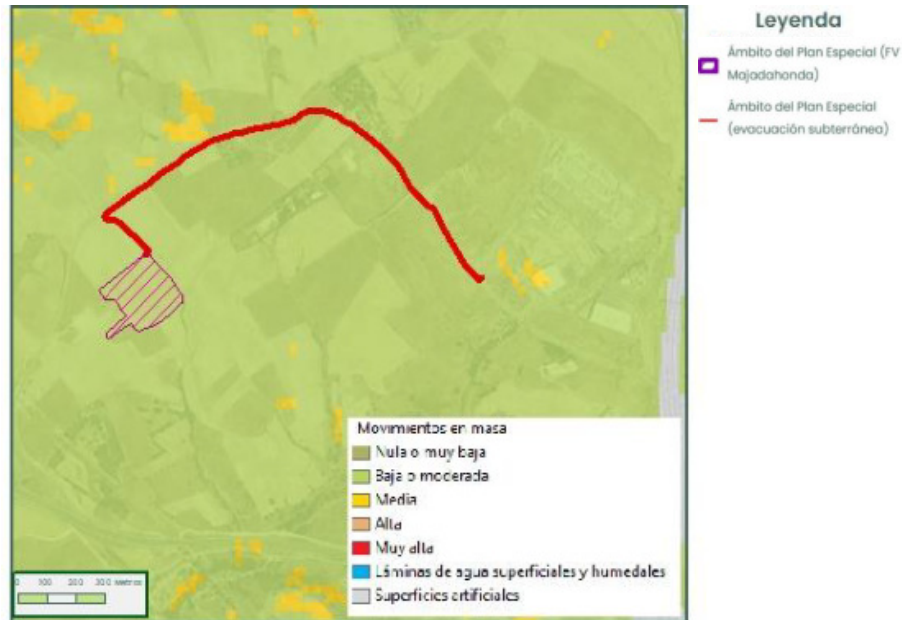 Leyenda
Ámbito del Plan Especial (FV
Majadahonda)
Ámbito del Plan Especial
(evacuación subterránea)
Movimientos en masa
Nula o muy baja
Baja o moderada
Media
Alta
Muy alta
Láminas de agua superficiales y humedales
Superficies artificiales
0 100 200 300 Metros